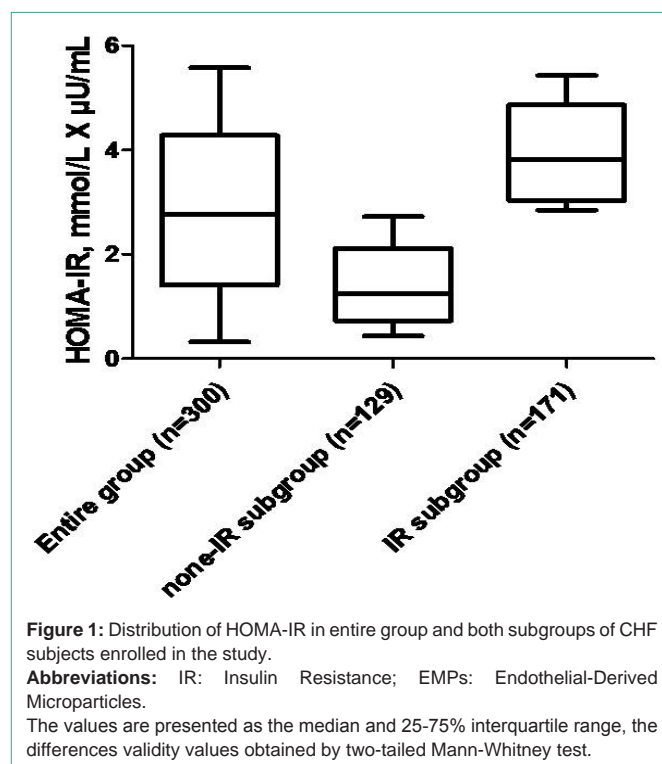 HOMA-IR, mmol/L X µU/mL
6
4
2
0
Entire group (n=300)
none-IR subgroup (n=129)
IR subgroup (n=171)
Figure 1: Distribution of HOMA-IR in entire group and both subgroups of CHF
subjects enrolled in the study.
Abbreviations: IR: Insulin Resistance; EMPs: Endothelial-Derived
Microparticles.
The values are presented as the median and 25-75% interquartile range, the
differences validity values obtained by two-tailed Mann-Whitney test.